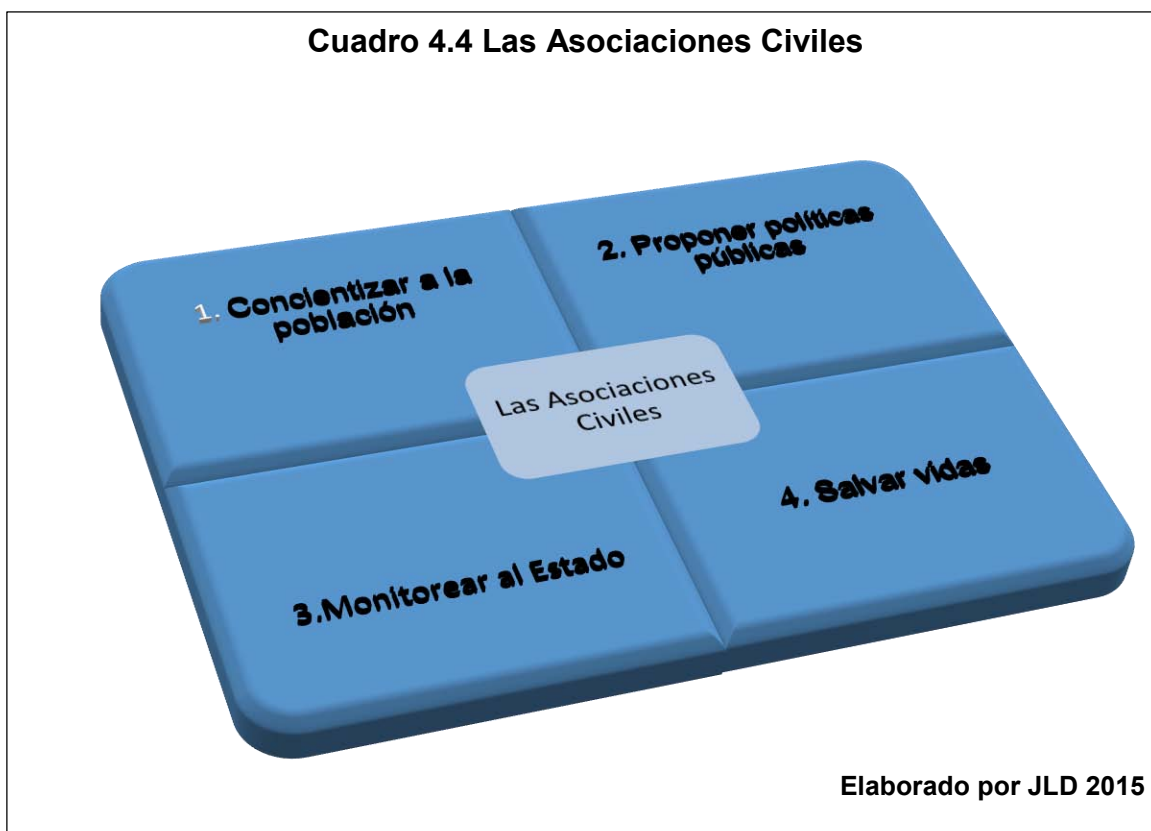 Cuadro 4.4 Las Asociaciones Civiles
1. Concientizar a la
población
2. Proponer políticas
públicas
Las Asociaciones
Civiles
3.Monitorear al Estado
4. Salvar vidas
Elaborado por JLD 2015